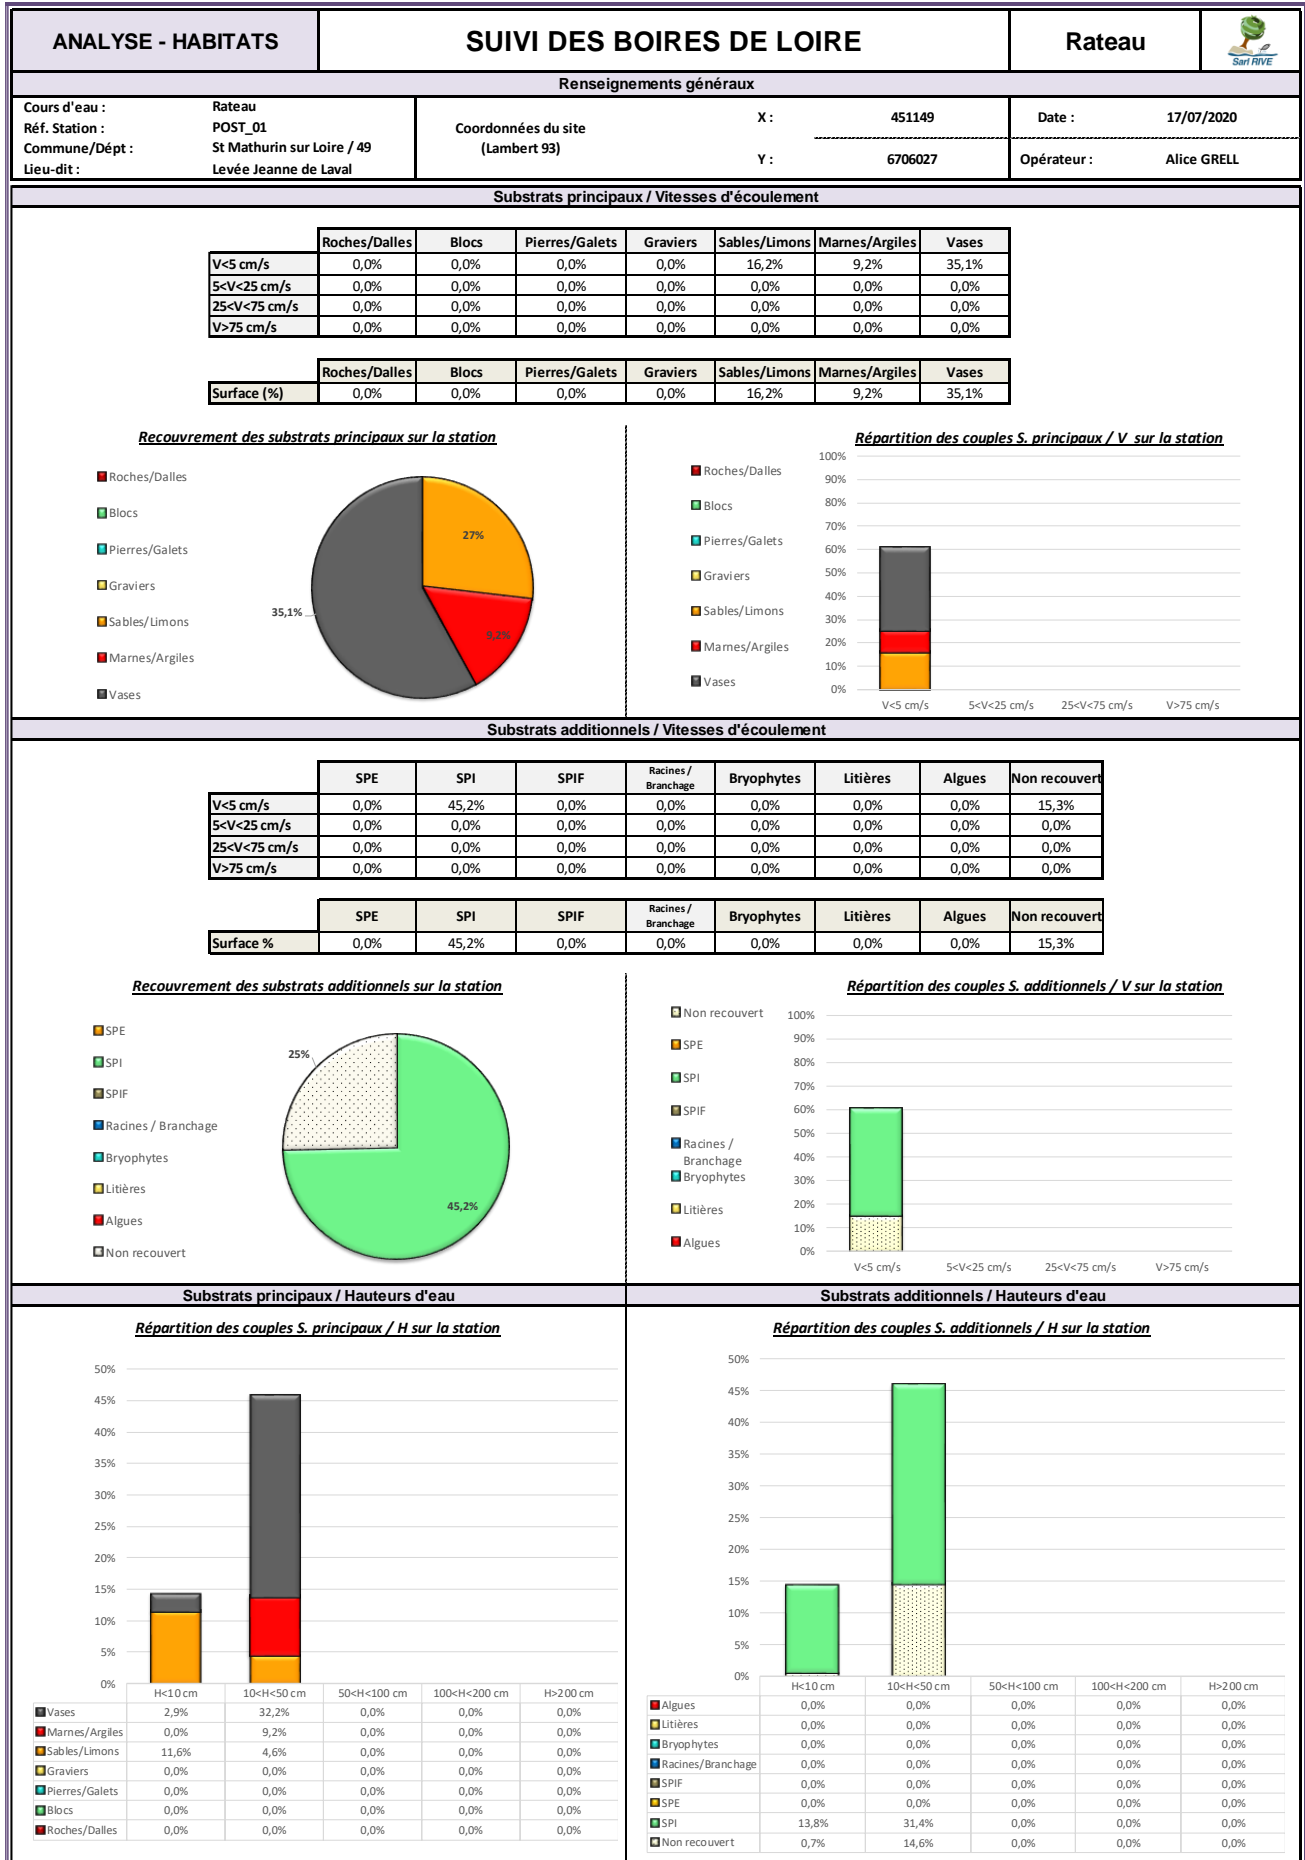 ANALYSE - HABITATS
SUIVI DES BOIRES DE LOIRE
Rateau
Sarl RIVE
Renseignements généraux
Cours d'eau : Rateau
Réf. Station : POST_01
Commune/Dépt : St Mathurin sur Loire / 49
Lieu-dit : Levée Jeanne de Laval
Coordonnées du site
(Lambert 93)
X : 451149
Y : 6706027
Date : 17/07/2020
Opérateur : Alice GRELL
Substrats principaux / Vitesses d'écoulement
Roches/Dalles Blocs Pierres/Galets Graviers Sables/Limons Marnes/Argiles Vases
V<5 cm/s 0,0% 0,0% 0,0% 0,0% 16,2% 9,2% 35,1%
5<V<25 cm/s 0,0% 0,0% 0,0% 0,0% 0,0% 0,0% 0,0%
25<V<75 cm/s 0,0% 0,0% 0,0% 0,0% 0,0% 0,0% 0,0%
V>75 cm/s 0,0% 0,0% 0,0% 0,0% 0,0% 0,0% 0,0%
Roches/Dalles Blocs Pierres/Galets Graviers Sables/Limons Marnes/Argiles Vases
Surface (%) 0,0% 0,0% 0,0% 0,0% 16,2% 9,2% 35,1%
Recouvrement des substrats principaux sur la station
Roches/Dalles
Blocs
Pierres/Galets
Graviers
Sables/Limons
Marnes/Argiles
Vases
27%
9,2%
35,1%
Répartition des couples S. principaux / V sur la station
Roches/Dalles
Blocs
Pierres/Galets
Graviers
Sables/Limons
Marnes/Argiles
Vases
100%
90%
80%
70%
60%
50%
40%
30%
20%
10%
0%
V<5 cm/s 5<V<25 cm/s 25<V<75 cm/s V>75 cm/s
Substrats additionnels / Vitesses d'écoulement
SPE SPI SPIF Racines / Branchage Bryophytes Litières Algues Non recouvert
V<5 cm/s 0,0% 45,2% 0,0% 0,0% 0,0% 0,0% 0,0% 15,3%
5<V<25 cm/s 0,0% 0,0% 0,0% 0,0% 0,0% 0,0% 0,0% 0,0%
25<V<75 cm/s 0,0% 0,0% 0,0% 0,0% 0,0% 0,0% 0,0% 0,0%
V>75 cm/s 0,0% 0,0% 0,0% 0,0% 0,0% 0,0% 0,0% 0,0%
SPE SPI SPIF Racines / Branchage Bryophytes Litières Algues Non recouvert
Surface % 0,0% 45,2% 0,0% 0,0% 0,0% 0,0% 0,0% 15,3%
Recouvrement des substrats additionnels sur la station
SPE
SPI
SPIF
Racines / Branchage
Bryophytes
Litières
Algues
Non recouvert
25%
45,2%
Répartition des couples S. additionnels / V sur la station
Non recouvert
SPE
SPI
SPIF
Racines /
Branchage
Bryophytes
Litières
Algues
100%
90%
80%
70%
60%
50%
40%
30%
20%
10%
0%
V<5 cm/s 5<V<25 cm/s 25<V<75 cm/s V>75 cm/s
Substrats principaux / Hauteurs d'eau
Répartition des couples S. principaux / H sur la station
50%
45%
40%
35%
30%
25%
20%
15%
10%
5%
0%
H<10 cm 10<H<50 cm 50<H<100 cm 100<H<200 cm H>200 cm
Vases 2,9% 32,2% 0,0% 0,0% 0,0%
Marnes/Argiles 0,0% 9,2% 0,0% 0,0% 0,0%
Sables/Limons 11,6% 4,6% 0,0% 0,0% 0,0%
Graviers 0,0% 0,0% 0,0% 0,0% 0,0%
Pierres/Galets 0,0% 0,0% 0,0% 0,0% 0,0%
Blocs 0,0% 0,0% 0,0% 0,0% 0,0%
Roches/Dalles 0,0% 0,0% 0,0% 0,0% 0,0%
Substrats additionnels / Hauteurs d'eau
Répartition des couples S. additionnels / H sur la station
50%
45%
40%
35%
30%
25%
20%
15%
10%
5%
0%
H<10 cm 10<H<50 cm 50<H<100 cm 100<H<200 cm H>200 cm
Algues 0,0% 0,0% 0,0% 0,0% 0,0%
Litières 0,0% 0,0% 0,0% 0,0% 0,0%
Bryophytes 0,0% 0,0% 0,0% 0,0% 0,0%
Racines/Branchage 0,0% 0,0% 0,0% 0,0% 0,0%
SPIF 0,0% 0,0% 0,0% 0,0% 0,0%
SPE 0,0% 0,0% 0,0% 0,0% 0,0%
SPI 13,8% 31,4% 0,0% 0,0% 0,0%
Non recouvert 0,7% 14,6% 0,0% 0,0% 0,0%